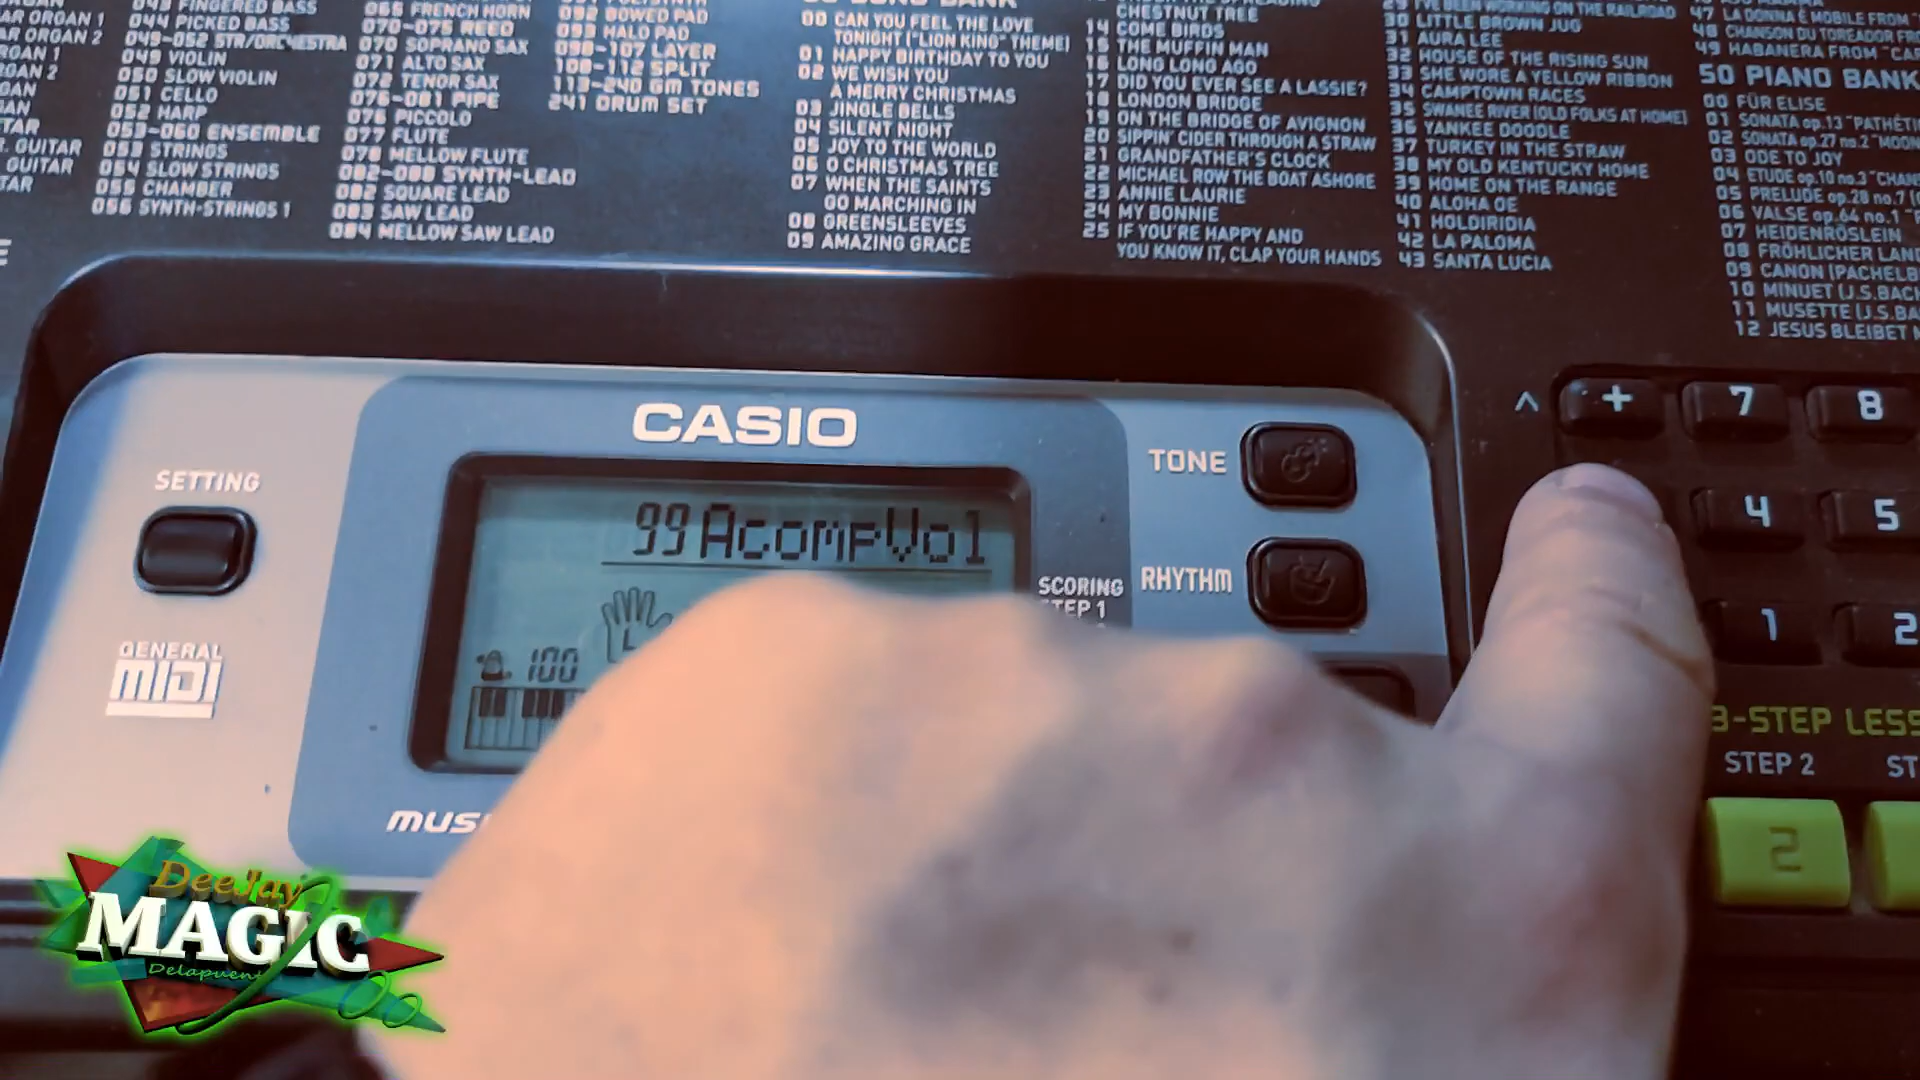 043 FINGERED BASS
044 PICKED BASS
049-052 STR/ORCHESTRA
049 VIOLIN
050 SLOW VIOLIN
051 CELLO
052 HARP
053-060 ENSEMBLE
053 STRINGS
054 SLOW STRINGS
055 CHAMBER
056 SYNTH-STRINGS 1
ORGAN 1
ORGAN 2
GUITAR
GUITAR
065 FRENCH HORN
070-075 REED
070 SOPRANO SAX
071 ALTO SAX
072 TENOR SAX
076-081 PIPE
076 PICCOLO
077 FLUTE
078 MELLOW FLUTE
082-088 SYNTH-LEAD
082 SQUARE LEAD
083 SAW LEAD
084 MELLOW SAW LEAD
092 BOWED PAD
093 HALO PAD
098-107 LAYER
108-112 SPLIT
113-240 GM TONES
241 DRUM SET
00 CAN YOU FEEL THE LOVE
TONIGHT ("LION KING" THEME)
01 HAPPY BIRTHDAY TO YOU
02 WE WISH YOU
A MERRY CHRISTMAS
03 JINGLE BELLS
04 SILENT NIGHT
05 JOY TO THE WORLD
06 O CHRISTMAS TREE
07 WHEN THE SAINTS
GO MARCHING IN
08 GREENSLEEVES
09 AMAZING GRACE
CHESTNUT TREE
14 COME BIRDS
15 THE MUFFIN MAN
16 LONG LONG AGO
17 DID YOU EVER SEE A LASSIE?
18 LONDON BRIDGE
19 ON THE BRIDGE OF AVIGNON
20 SIPPIN' CIDER THROUGH A STRAW
21 GRANDFATHER'S CLOCK
22 MICHAEL ROW THE BOAT ASHORE
23 ANNIE LAURIE
24 MY BONNIE
25 IF YOU'RE HAPPY AND
YOU KNOW IT, CLAP YOUR HANDS
I'VE BEEN WORKING ON THE RAILROAD
30 LITTLE BROWN JUG
31 AURA LEE
32 HOUSE OF THE RISING SUN
33 SHE WORE A YELLOW RIBBON
34 CAMPTOWN RACES
35 SWANEE RIVER (OLD FOLKS AT HOME)
36 YANKEE DOODLE
37 TURKEY IN THE STRAW
38 MY OLD KENTUCKY HOME
39 HOME ON THE RANGE
40 ALOHA OE
41 HOLDIRIDIA
42 LA PALOMA
43 SANTA LUCIA
47 LA DONNA È MOBILE FROM
48 CHANSON DU TOREADOR FRO
49 HABANERA FROM "CAR
50 PIANO BANK
00 FÜR ELISE
01 SONATA op.13 "PATHÉTI
02 SONATA op.27 no.2 "MOON
03 ODE TO JOY
04 ETUDE op.10 no.3 "CHAN
05 PRELUDE op.28 no.7
06 VALSE op.64 no.1
07 HEIDENRÖSLEIN
08 FRÖHLICHER LAND
09 CANON (PACHELB
10 MINUET (J.S.BACH
11 MUSETTE (J.S.BA
12 JESUS BLEIBET M
CASIO
SETTING
GENERAL
MIDI
99 AcompVol
L
100
MUSI
SCORING
STEP 1
TONE
RHYTHM
+ 7 8
4 5
1 2
3-STEP LESS
STEP 2 ST
2
DeeJay
MAGIC
Delapuent